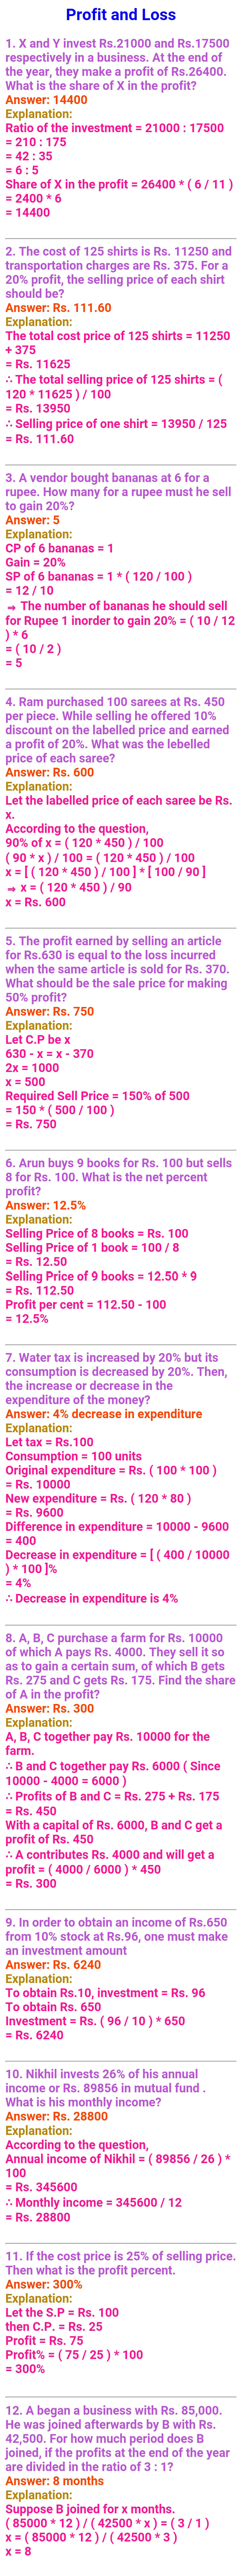 Profit and Loss
1. X and Y invest Rs.21000 and Rs.17500
respectively in a business. At the end of
the year, they make a profit of Rs.26400.
What is the share of X in the profit?
Answer: 14400
Explanation:
Ratio of the investment = 21000 : 17500
= 210 : 175
= 42 : 35
= 6 : 5
Share of X in the profit = 26400 * ( 6 / 11 )
= 2400 * 6
= 14400
2. The cost of 125 shirts is Rs. 11250 and
transportation charges are Rs. 375. For a
20% profit, the selling price of each shirt
should be?
Answer: Rs. 111.60
Explanation:
The total cost price of 125 shirts = 11250
+ 375
= Rs. 11625
∴ The total selling price of 125 shirts = (
120 * 11625 ) / 100
= Rs. 13950
∴ Selling price of one shirt = 13950 / 125
= Rs. 111.60
3. A vendor bought bananas at 6 for a
rupee. How many for a rupee must he sell
to gain 20%?
Answer: 5
Explanation:
CP of 6 bananas = 1
Gain = 20%
SP of 6 bananas = 1 * ( 120 / 100 )
= 12 / 10
⇒ The number of bananas he should sell
for Rupee 1 inorder to gain 20% = ( 10 / 12
) * 6
= ( 10 / 2 )
= 5
4. Ram purchased 100 sarees at Rs. 450
per piece. While selling he offered 10%
discount on the labelled price and earned
a profit of 20%. What was the lebelled
price of each saree?
Answer: Rs. 600
Explanation:
Let the labelled price of each saree be Rs.
x.
According to the question,
90% of x = ( 120 * 450 ) / 100
( 90 * x ) / 100 = ( 120 * 450 ) / 100
x = [ ( 120 * 450 ) / 100 ] * [ 100 / 90 ]
⇒ x = ( 120 * 450 ) / 90
x = Rs. 600
5. The profit earned by selling an article
for Rs.630 is equal to the loss incurred
when the same article is sold for Rs. 370.
What should be the sale price for making
50% profit?
Answer: Rs. 750
Explanation:
Let C.P be x
630 - x = x - 370
2x = 1000
x = 500
Required Sell Price = 150% of 500
= 150 * ( 500 / 100 )
= Rs. 750
6. Arun buys 9 books for Rs. 100 but sells
8 for Rs. 100. What is the net percent
profit?
Answer: 12.5%
Explanation:
Selling Price of 8 books = Rs. 100
Selling Price of 1 book = 100 / 8
= Rs. 12.50
Selling Price of 9 books = 12.50 * 9
= Rs. 112.50
Profit per cent = 112.50 - 100
= 12.5%
7. Water tax is increased by 20% but its
consumption is decreased by 20%. Then,
the increase or decrease in the
expenditure of the money?
Answer: 4% decrease in expenditure
Explanation:
Let tax = Rs.100
Consumption = 100 units
Original expenditure = Rs. ( 100 * 100 )
= Rs. 10000
New expenditure = Rs. ( 120 * 80 )
= Rs. 9600
Difference in expenditure = 10000 - 9600
= 400
Decrease in expenditure = [ ( 400 / 10000
) * 100 ]%
= 4%
∴ Decrease in expenditure is 4%
8. A, B, C purchase a farm for Rs. 10000
of which A pays Rs. 4000. They sell it so
as to gain a certain sum, of which B gets
Rs. 275 and C gets Rs. 175. Find the share
of A in the profit?
Answer: Rs. 300
Explanation:
A, B, C together pay Rs. 10000 for the
farm.
∴ B and C together pay Rs. 6000 ( Since
10000 - 4000 = 6000 )
∴ Profits of B and C = Rs. 275 + Rs. 175
= Rs. 450
With a capital of Rs. 6000, B and C get a
profit of Rs. 450
∴ A contributes Rs. 4000 and will get a
profit = ( 4000 / 6000 ) * 450
= Rs. 300
9. In order to obtain an income of Rs.650
from 10% stock at Rs.96, one must make
an investment amount
Answer: Rs. 6240
Explanation:
To obtain Rs.10, investment = Rs. 96
To obtain Rs. 650
Investment = Rs. ( 96 / 10 ) * 650
= Rs. 6240
10. Nikhil invests 26% of his annual
income or Rs. 89856 in mutual fund .
What is his monthly income?
Answer: Rs. 28800
Explanation:
According to the question,
Annual income of Nikhil = ( 89856 / 26 ) *
100
= Rs. 345600
∴ Monthly income = 345600 / 12
= Rs. 28800
11. If the cost price is 25% of selling price.
Then what is the profit percent.
Answer: 300%
Explanation:
Let the S.P = Rs. 100
then C.P. = Rs. 25
Profit = Rs. 75
Profit% = ( 75 / 25 ) * 100
= 300%
12. A began a business with Rs. 85,000.
He was joined afterwards by B with Rs.
42,500. For how much period does B
joined, if the profits at the end of the year
are divided in the ratio of 3 : 1?
Answer: 8 months
Explanation:
Suppose B joined for x months.
( 85000 * 12 ) / ( 42500 * x ) = ( 3 / 1 )
x = ( 85000 * 12 ) / ( 42500 * 3 )
x = 8